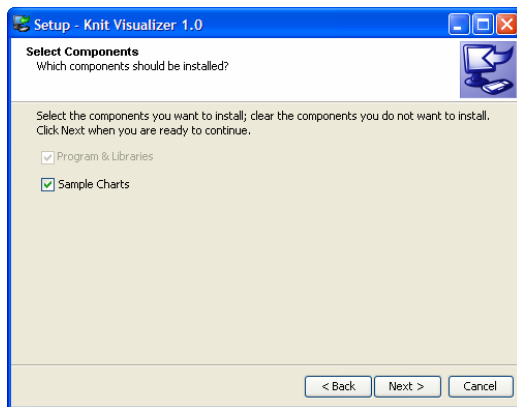 Setup - Knit Visualizer 1.0
Select Components
Which components should be installed?
Select the components you want to install; clear the components you do not want to install.
Click Next when you are ready to continue.
Program & Libraries
Sample Charts
< Back Next > Cancel